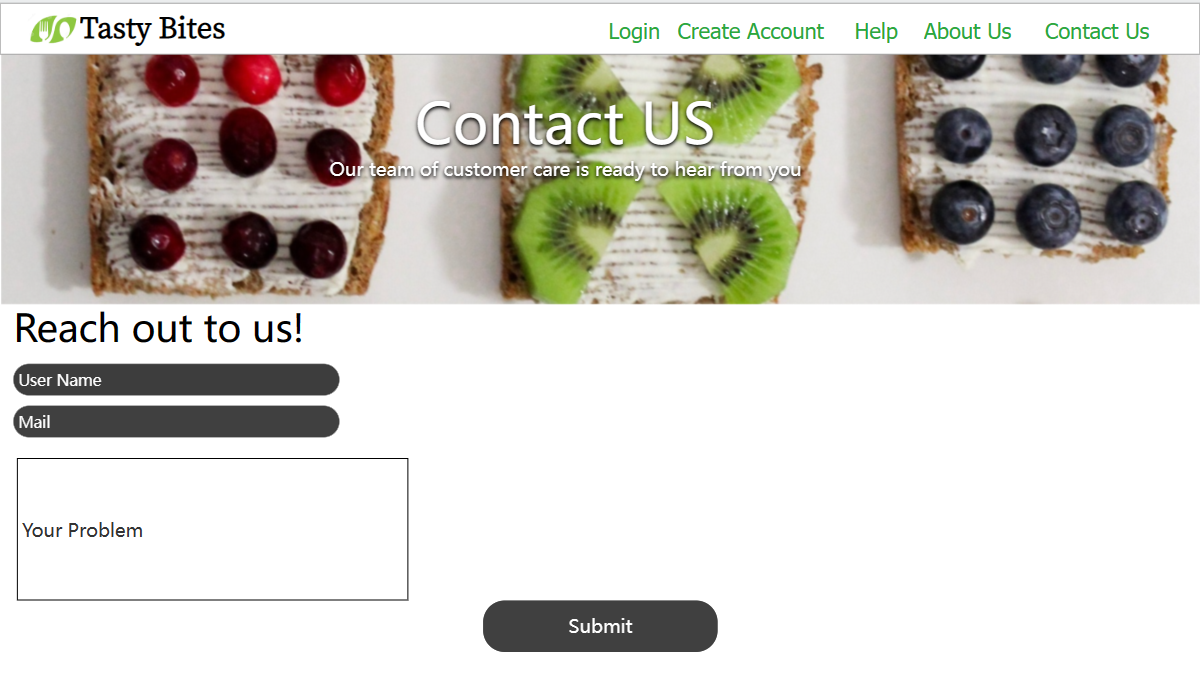 Tasty Bites
Login Create Account Help About Us Contact Us
Contact US
Our team of customer care is ready to hear from you
Reach out to us!
User Name
Mail
Your Problem
Submit